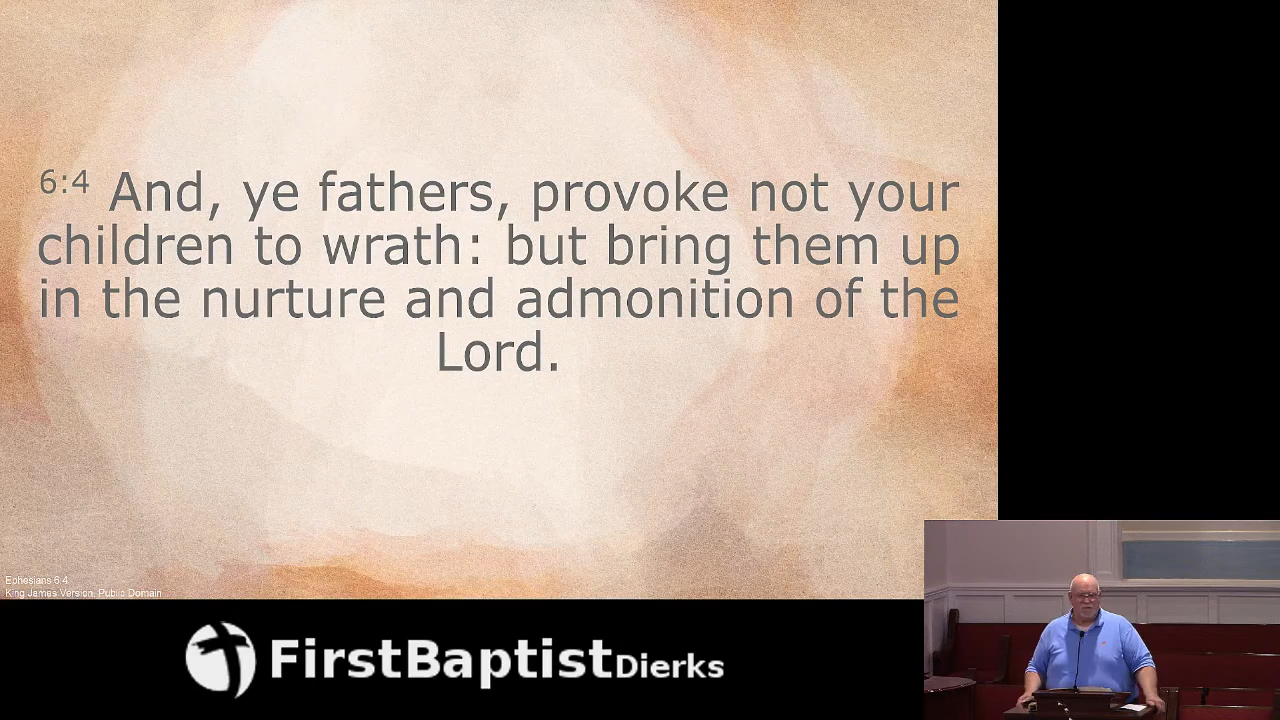 6:4 And, ye fathers, provoke not your
children to wrath: but bring them up
in the nurture and admonition of the
Lord.
Ephesians 6:4
King James Version, Public Domain
FirstBaptistDierks